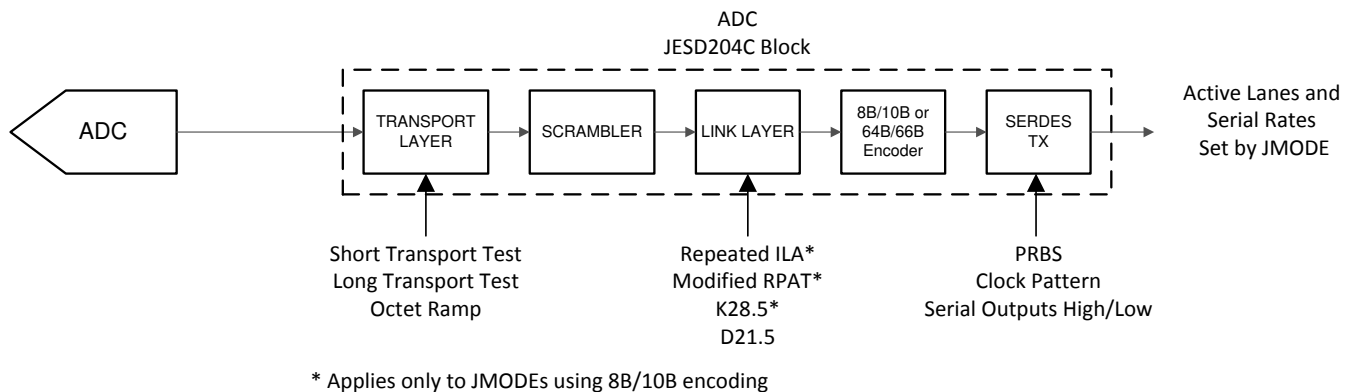 ADC
JESD204C Block
ADC
TRANSPORT
LAYER
SCRAMBLER
LINK LAYER
8B/10B or
64B/66B
Encoder
SERDES
TX
Active Lanes and
Serial Rates
Set by JMODE
Short Transport Test
Long Transport Test
Octet Ramp
Repeated ILA*
Modified RPAT*
K28.5*
D21.5
PRBS
Clock Pattern
Serial Outputs High/Low
* Applies only to JMODEs using 8B/10B encoding